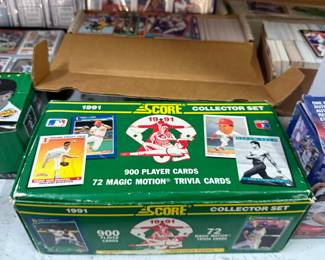 1991 SCORE COLLECTOR SET
1991
900 PLAYER CARDS
72 MAGIC MOTION TRIVIA CARDS
1991 SCORE COLLECTOR SET
900
PLAYER
CARDS
1991
72
MAGIC MOTION
TRIVIA CARDS